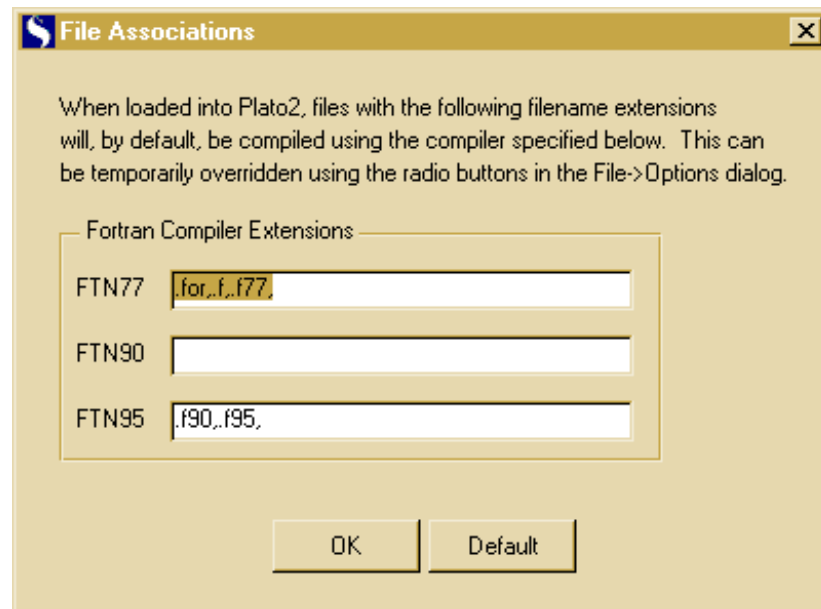 File Associations
When loaded into Plato2, files with the following filename extensions
will, by default, be compiled using the compiler specified below.  This can
be temporarily overridden using the radio buttons in the File->Options dialog.
Fortran Compiler Extensions
FTN77 .for,.f,.f77,
FTN90
FTN95 .f90,.f95,
OK Default